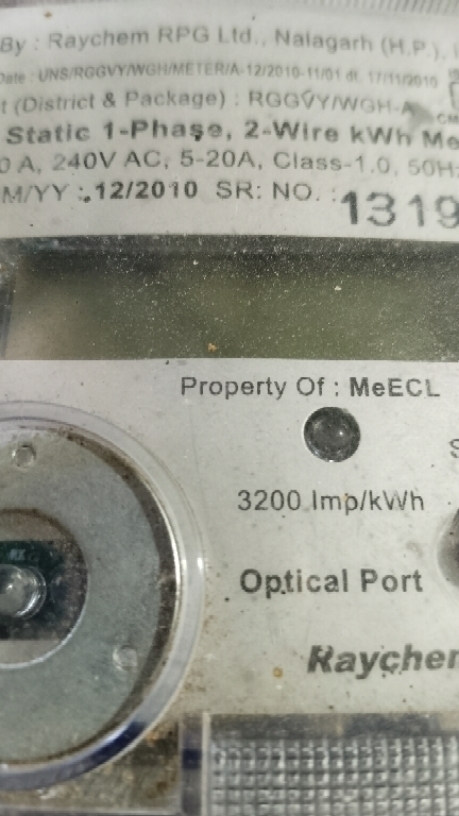 By : Raychem RPG Ltd., Nalagarh (H.P.), I
Date : UNS/RGGVY/WGH/METER/A-12/2010-11/01 dt. 17/11/2010
t (District & Package) : RGGVY/WGH-A
Static 1-Phase, 2-Wire kWh Me
0 A, 240V AC, 5-20A, Class-1.0, 50H
M/YY : 12/2010 SR: NO. : 1319
Property Of : MeECL
S
3200 Imp/kWh
Optical Port
Raychem